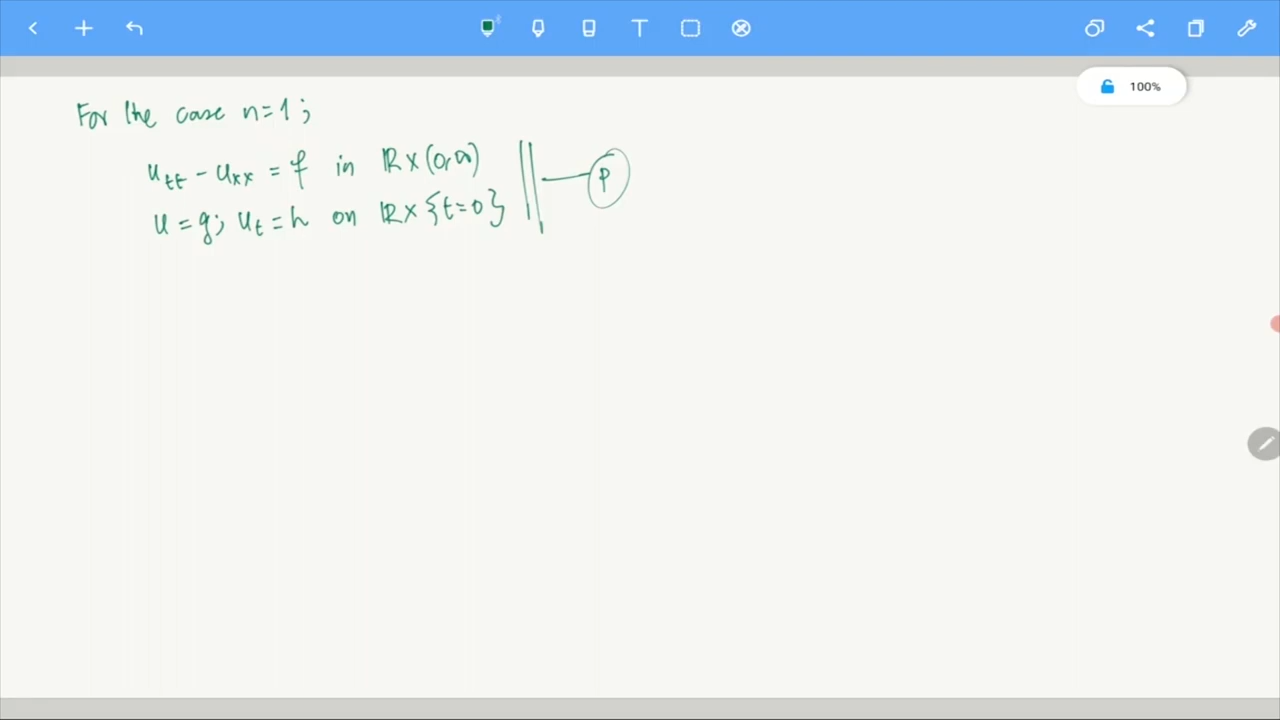 100%
For the case n=1;
u_tt - u_xx = f in ℝ×(0,∞)
u = g; u_t = h on ℝ×{t=0}
P